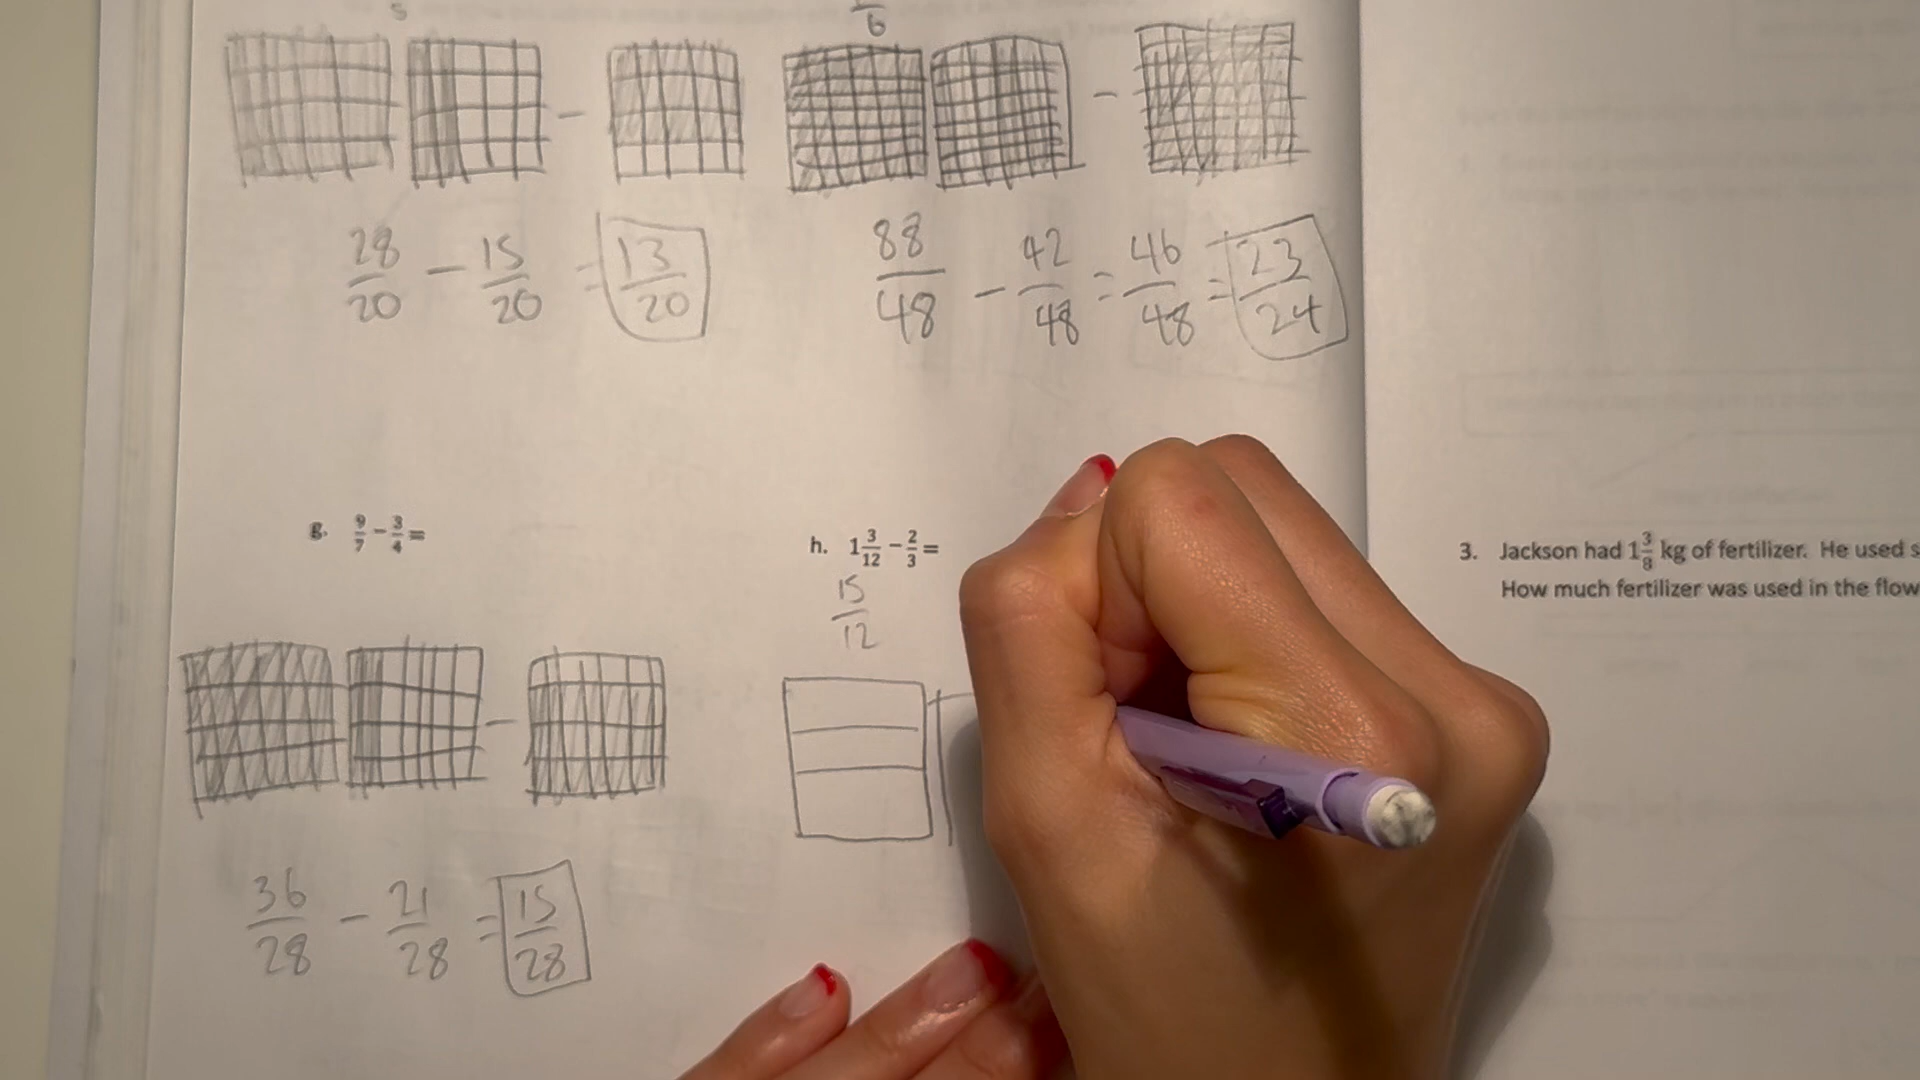 5
6
28/20 - 15/20 = 13/20
88/48 - 42/48 = 46/48 = 23/24
g. 9/7 - 3/4 =
h. 1 3/12 - 2/3 =
15/12
36/28 - 21/28 = 15/28
3. Jackson had 1 3/8 kg of fertilizer. He used s
How much fertilizer was used in the flow